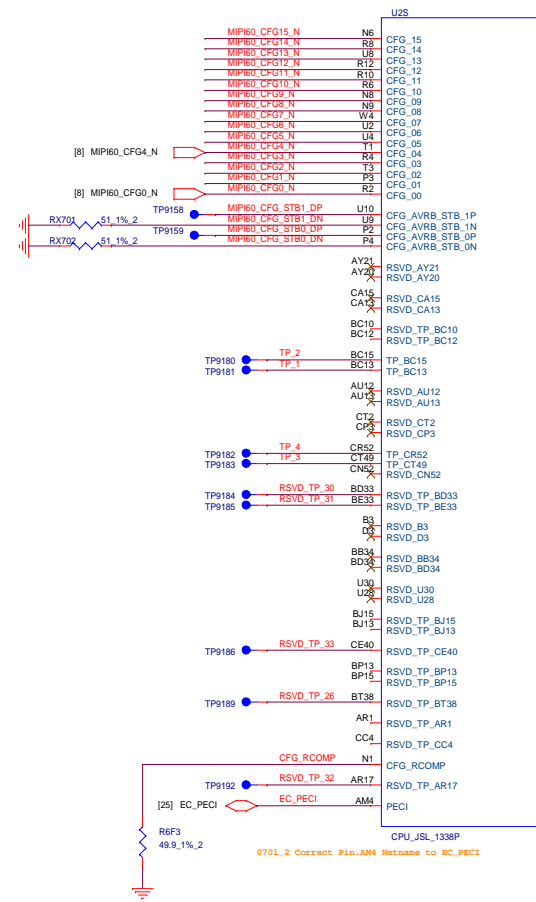 U2S
MIPI60_CFG15_N N6 CFG_15
MIPI60_CFG14_N R8 CFG_14
MIPI60_CFG13_N U8 CFG_13
MIPI60_CFG12_N R12 CFG_12
MIPI60_CFG11_N R10 CFG_11
MIPI60_CFG10_N R6 CFG_10
MIPI60_CFG9_N N8 CFG_09
MIPI60_CFG8_N N9 CFG_08
MIPI60_CFG7_N W4 CFG_07
MIPI60_CFG6_N U2 CFG_06
MIPI60_CFG5_N U4 CFG_05
[8] MIPI60_CFG4_N MIPI60_CFG4_N T1 CFG_04
MIPI60_CFG3_N R4 CFG_03
MIPI60_CFG2_N T3 CFG_02
MIPI60_CFG1_N P3 CFG_01
[8] MIPI60_CFG0_N MIPI60_CFG0_N R2 CFG_00
TP9158 MIPI60_CFG_STB1_DP U10 CFG_AVRB_STB_1P
RX701 51_1%_2 MIPI60_CFG_STB1_DN U9 CFG_AVRB_STB_1N
TP9159 MIPI60_CFG_STB0_DP P2 CFG_AVRB_STB_0P
RX702 51_1%_2 MIPI60_CFG_STB0_DN P4 CFG_AVRB_STB_0N
AY21 RSVD_AY21
AY20 RSVD_AY20
CA15 RSVD_CA15
CA13 RSVD_CA13
BC10 RSVD_TP_BC10
BC12 RSVD_TP_BC12
TP9180 TP_2 BC15 TP_BC15
TP9181 TP_1 BC13 TP_BC13
AU12 RSVD_AU12
AU13 RSVD_AU13
CT2 RSVD_CT2
CP3 RSVD_CP3
TP9182 TP_4 CR52 TP_CR52
TP9183 TP_3 CT49 TP_CT49
CN52 RSVD_CN52
TP9184 RSVD_TP_30 BD33 RSVD_TP_BD33
TP9185 RSVD_TP_31 BE33 RSVD_TP_BE33
B3 RSVD_B3
D3 RSVD_D3
BB34 RSVD_BB34
BD34 RSVD_BD34
U30 RSVD_U30
U28 RSVD_U28
BJ15 RSVD_TP_BJ15
BJ13 RSVD_TP_BJ13
TP9186 RSVD_TP_33 CE40 RSVD_TP_CE40
BP13 RSVD_TP_BP13
BP15 RSVD_TP_BP15
TP9189 RSVD_TP_26 BT38 RSVD_TP_BT38
AR1 RSVD_TP_AR1
CC4 RSVD_TP_CC4
CFG_RCOMP N1 CFG_RCOMP
TP9192 RSVD_TP_32 AR17 RSVD_TP_AR17
[25] EC_PECI EC_PECI AM4 PECI
R6F3
49.9_1%_2
CPU_JSL_1338P
0701_2 Correct Pin.AM4 Netname to EC_PECI